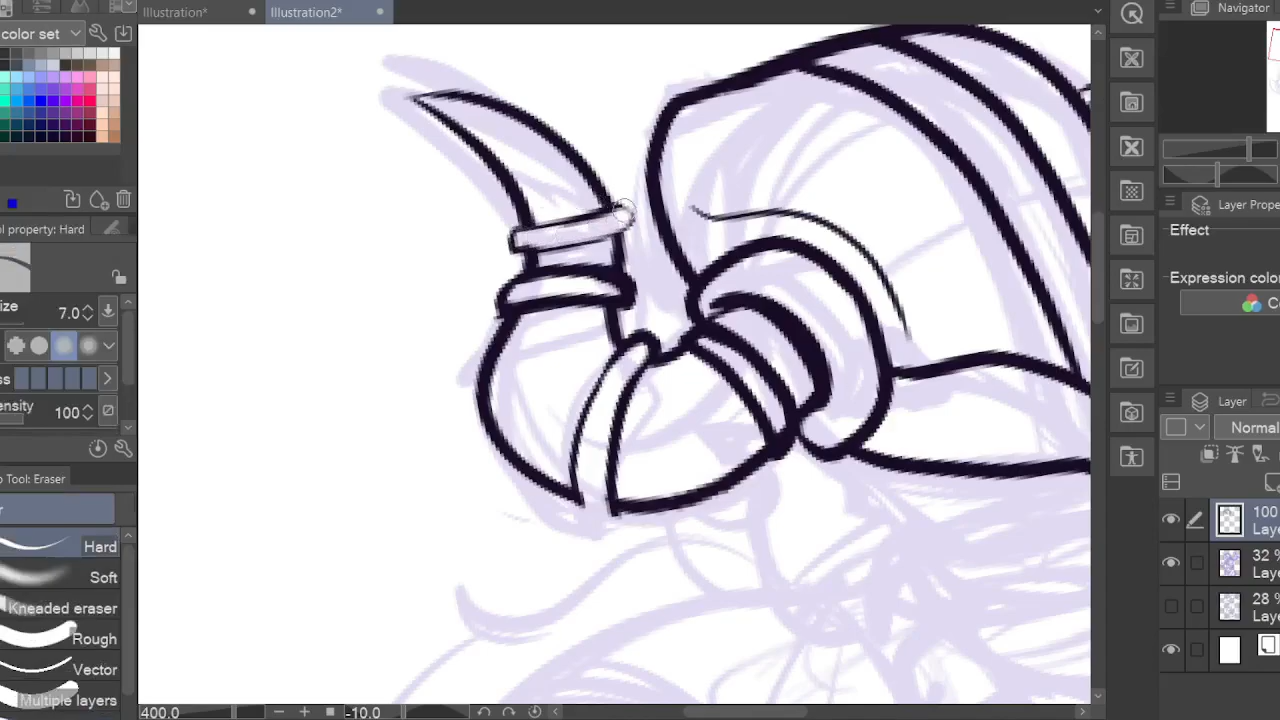 Illustration*
Illustration2*
Navigator
color set
Layer Prope
Effect
Expression colo
C
Tool property: Hard
ize
7.0
ss
ensity
100
Layer
Normal
b Tool: Eraser
r
Hard
Soft
Kneaded eraser
Rough
Vector
Multiple layers
100
Laye
32 %
Laye
28 %
Laye
400.0
-10.0